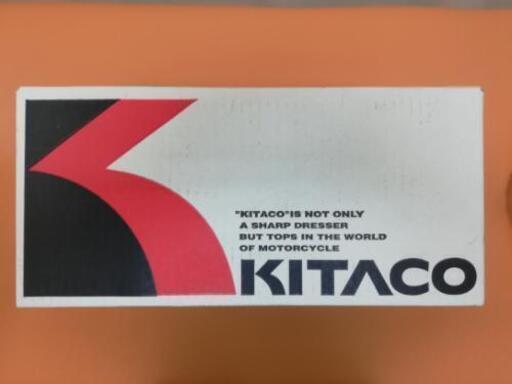 "KITACO"IS NOT ONLY
A SHARP DRESSER
BUT TOPS IN THE WORLD
OF MOTORCYCLE
KITACO